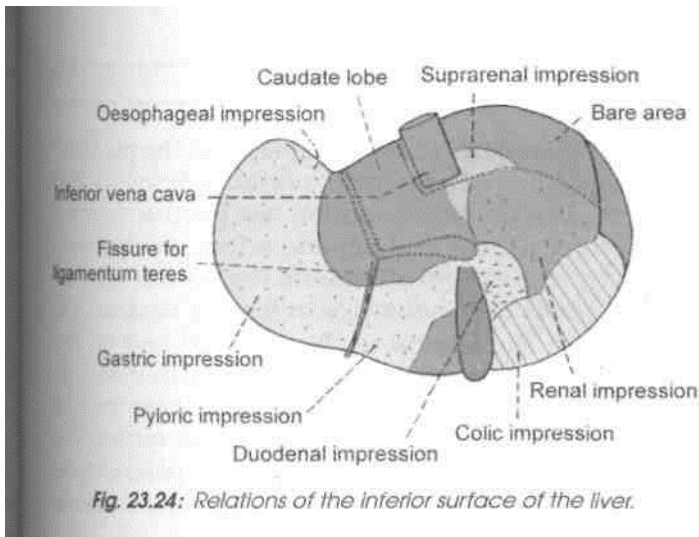 Caudate lobe
Suprarenal impression
Oesophageal impression
Bare area
Inferior vena cava
Fissure for
ligamentum teres
Gastric impression
Renal impression
Pyloric impression
Colic impression
Duodenal impression
Fig. 23.24: Relations of the inferior surface of the liver.